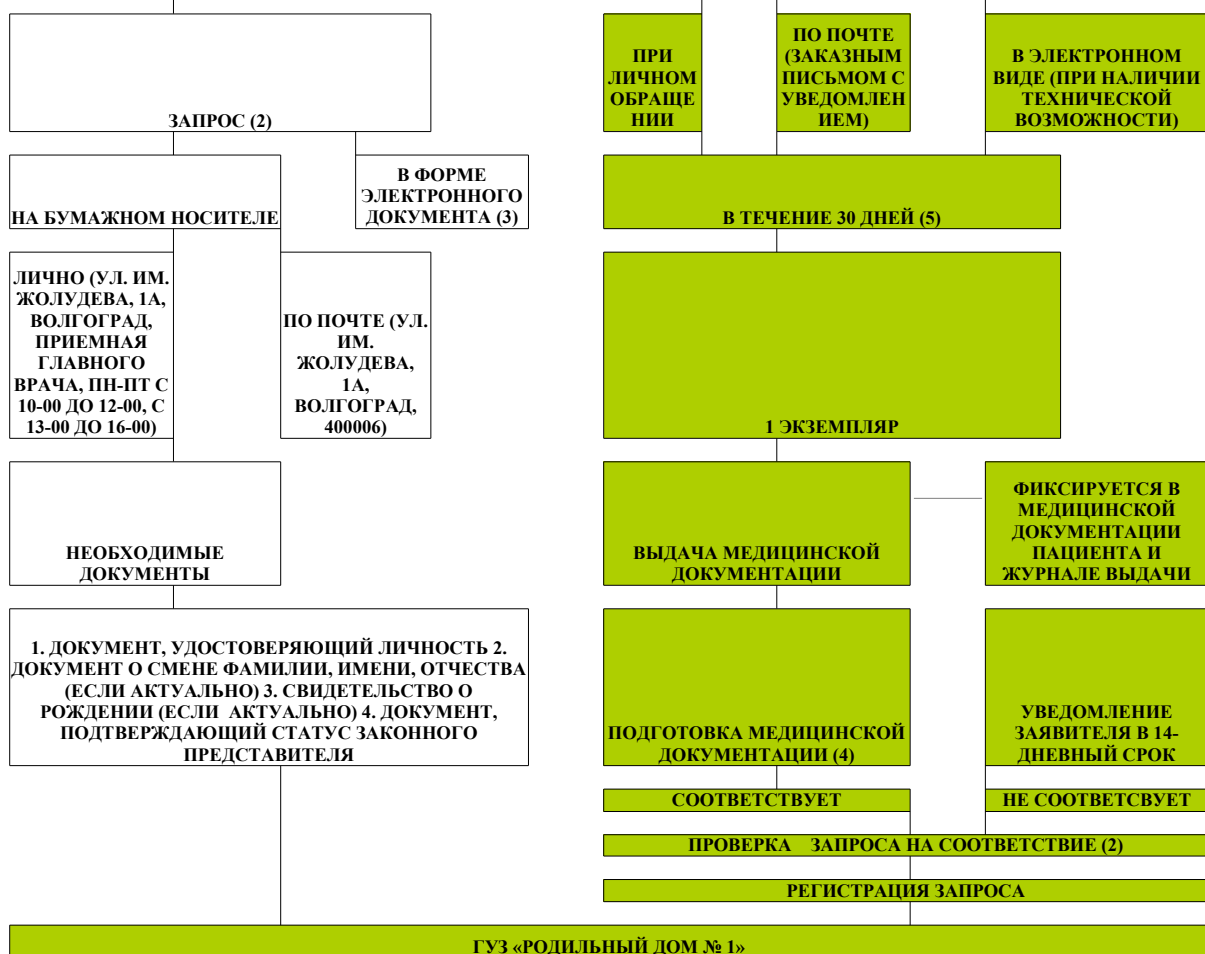 ЗАПРОС (2)
НА БУМАЖНОМ НОСИТЕЛЕ
В ФОРМЕ
ЭЛЕКТРОННОГО
ДОКУМЕНТА (3)
ЛИЧНО (УЛ. ИМ.
ЖОЛУДЕВА, 1А,
ВОЛГОГРАД,
ПРИЕМНАЯ
ГЛАВНОГО
ВРАЧА, ПН-ПТ С
10-00 ДО 12-00, С
13-00 ДО 16-00)
ПО ПОЧТЕ (УЛ.
ИМ.
ЖОЛУДЕВА,
1А,
ВОЛГОГРАД,
400006)
НЕОБХОДИМЫЕ
ДОКУМЕНТЫ
1. ДОКУМЕНТ, УДОСТОВЕРЯЮЩИЙ ЛИЧНОСТЬ 2.
ДОКУМЕНТ О СМЕНЕ ФАМИЛИИ, ИМЕНИ, ОТЧЕСТВА
(ЕСЛИ АКТУАЛЬНО) 3. СВИДЕТЕЛЬСТВО О
РОЖДЕНИИ (ЕСЛИ АКТУАЛЬНО) 4. ДОКУМЕНТ,
ПОДТВЕРЖДАЮЩИЙ СТАТУС ЗАКОННОГО
ПРЕДСТАВИТЕЛЯ
ПРИ
ЛИЧНОМ
ОБРАЩЕ
НИИ
ПО ПОЧТЕ
(ЗАКАЗНЫМ
ПИСЬМОМ С
УВЕДОМЛЕН
ИЕМ)
В ЭЛЕКТРОННОМ
ВИДЕ (ПРИ НАЛИЧИИ
ТЕХНИЧЕСКОЙ
ВОЗМОЖНОСТИ)
В ТЕЧЕНИЕ 30 ДНЕЙ (5)
1 ЭКЗЕМПЛЯР
ВЫДАЧА МЕДИЦИНСКОЙ
ДОКУМЕНТАЦИИ
ФИКСИРУЕТСЯ В
МЕДИЦИНСКОЙ
ДОКУМЕНТАЦИИ
ПАЦИЕНТА И
ЖУРНАЛЕ ВЫДАЧИ
ПОДГОТОВКА МЕДИЦИНСКОЙ
ДОКУМЕНТАЦИИ (4)
УВЕДОМЛЕНИЕ
ЗАЯВИТЕЛЯ В 14-
ДНЕВНЫЙ СРОК
СООТВЕТСТВУЕТ
НЕ СООТВЕТСВУЕТ
ПРОВЕРКА ЗАПРОСА НА СООТВЕТСТВИЕ (2)
РЕГИСТРАЦИЯ ЗАПРОСА
ГУЗ «РОДИЛЬНЫЙ ДОМ № 1»